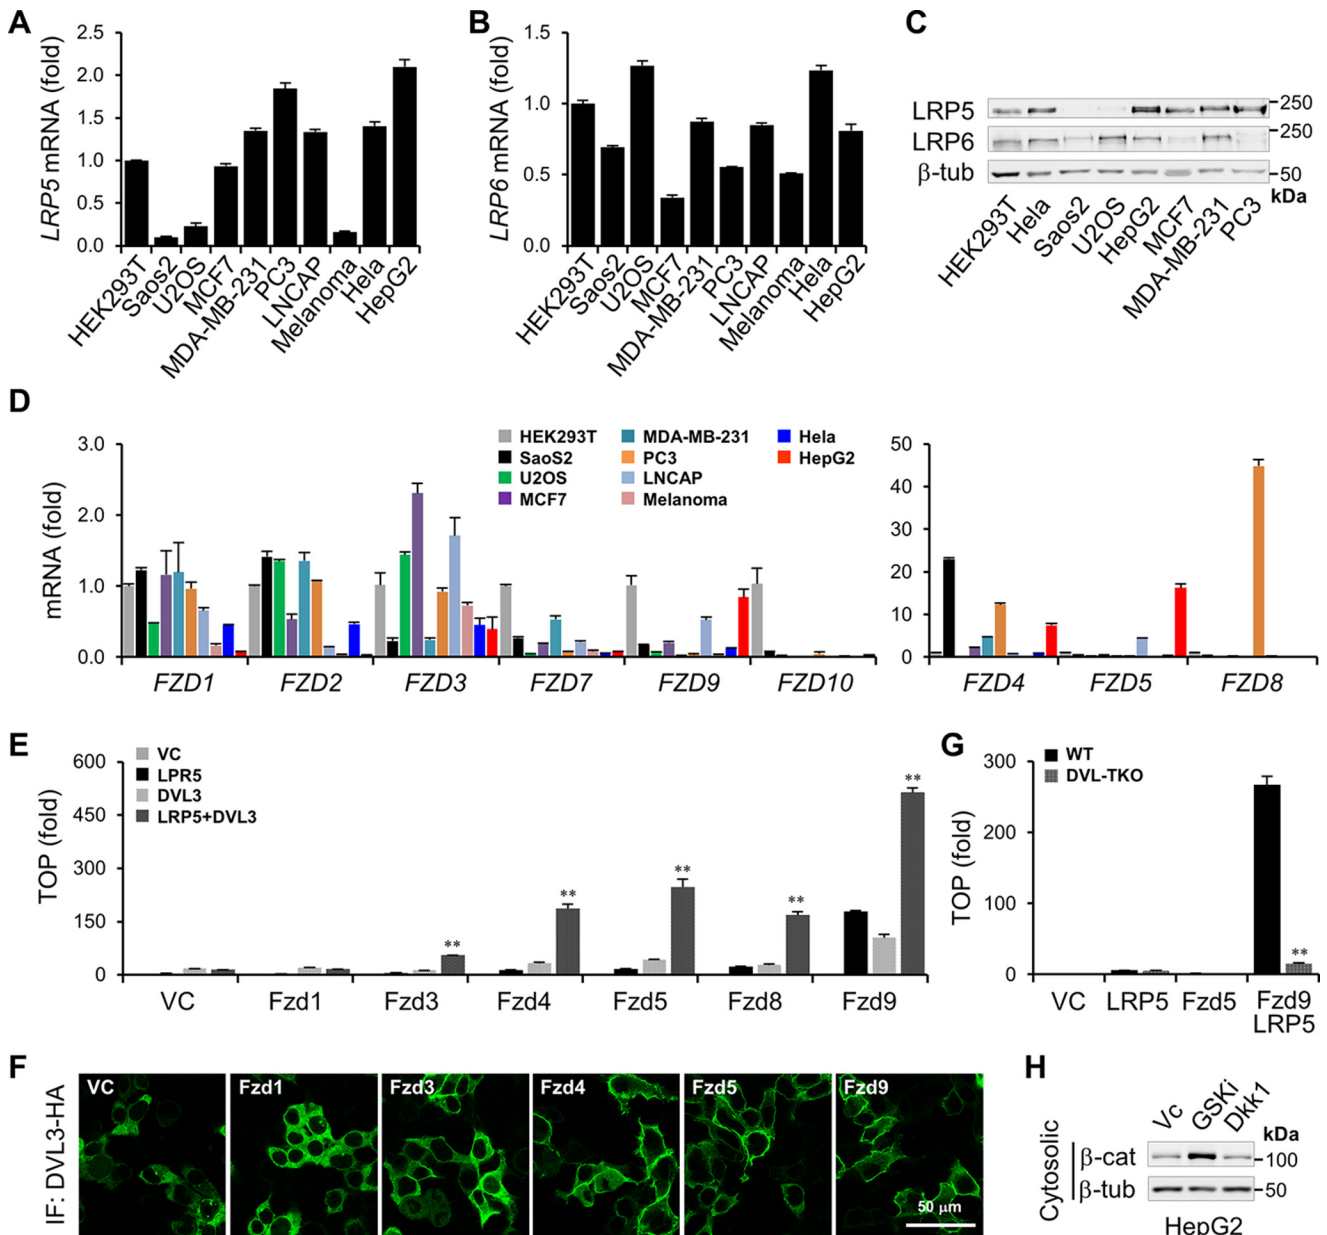 A
LRP5 mRNA (fold)
2.5
2.0
1.5
1.0
0.5
0.0
HEK293T
Saos2
U2OS
MCF7
MDA-MB-231
PC3
LNCAP
Melanoma
Hela
HepG2
B
LRP6 mRNA (fold)
1.5
1.0
0.5
0.0
HEK293T
Saos2
U2OS
MCF7
MDA-MB-231
PC3
LNCAP
Melanoma
Hela
HepG2
C
LRP5
250
LRP6
250
β-tub
50
kDa
HEK293T
Hela
Saos2
U2OS
HepG2
MCF7
MDA-MB-231
PC3
D
mRNA (fold)
3.0
2.0
1.0
0.0
HEK293T
SaoS2
U2OS
MCF7
MDA-MB-231
PC3
LNCAP
Melanoma
Hela
HepG2
FZD1 FZD2 FZD3 FZD7 FZD9 FZD10
50
40
30
20
10
0
FZD4 FZD5 FZD8
E
TOP (fold)
600
450
300
150
0
VC
LPR5
DVL3
LRP5+DVL3
**
**
**
**
**
VC Fzd1 Fzd3 Fzd4 Fzd5 Fzd8 Fzd9
G
TOP (fold)
300
200
100
0
WT
DVL-TKO
**
VC LRP5 Fzd5 Fzd9
LRP5
F
IF: DVL3-HA
VC Fzd1 Fzd3 Fzd4 Fzd5 Fzd9
50 μm
H
Vc GSKi Dkk1
kDa
Cytosolic
β-cat 100
β-tub 50
HepG2